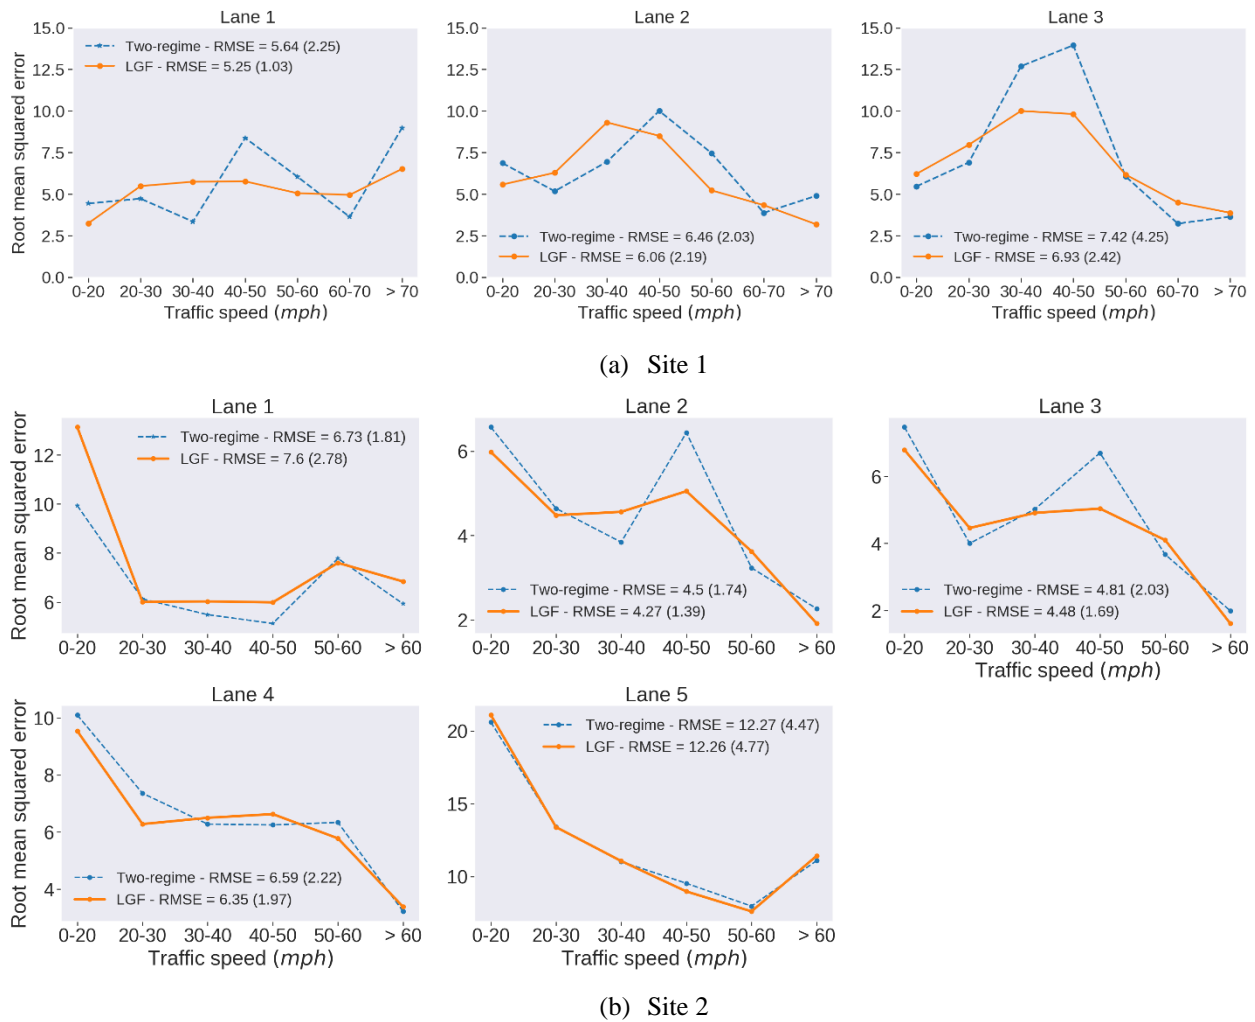 Lane 1
Root mean squared error
15.0
12.5
10.0
7.5
5.0
2.5
0.0
Two-regime - RMSE = 5.64 (2.25)
LGF - RMSE = 5.25 (1.03)
0-20 20-30 30-40 40-50 50-60 60-70 > 70
Traffic speed (mph)
Lane 2
15.0
12.5
10.0
7.5
5.0
2.5
0.0
Two-regime - RMSE = 6.46 (2.03)
LGF - RMSE = 6.06 (2.19)
0-20 20-30 30-40 40-50 50-60 60-70 > 70
Traffic speed (mph)
Lane 3
15.0
12.5
10.0
7.5
5.0
2.5
0.0
Two-regime - RMSE = 7.42 (4.25)
LGF - RMSE = 6.93 (2.42)
0-20 20-30 30-40 40-50 50-60 60-70 > 70
Traffic speed (mph)
(a) Site 1
Lane 1
Root mean squared error
12
10
8
6
Two-regime - RMSE = 6.73 (1.81)
LGF - RMSE = 7.6 (2.78)
0-20 20-30 30-40 40-50 50-60 > 60
Lane 2
6
4
2
Two-regime - RMSE = 4.5 (1.74)
LGF - RMSE = 4.27 (1.39)
0-20 20-30 30-40 40-50 50-60 > 60
Lane 3
6
4
2
Two-regime - RMSE = 4.81 (2.03)
LGF - RMSE = 4.48 (1.69)
0-20 20-30 30-40 40-50 50-60 > 60
Traffic speed (mph)
Lane 4
Root mean squared error
10
8
6
4
Two-regime - RMSE = 6.59 (2.22)
LGF - RMSE = 6.35 (1.97)
0-20 20-30 30-40 40-50 50-60 > 60
Traffic speed (mph)
Lane 5
20
15
10
Two-regime - RMSE = 12.27 (4.47)
LGF - RMSE = 12.26 (4.77)
0-20 20-30 30-40 40-50 50-60 > 60
Traffic speed (mph)
(b) Site 2